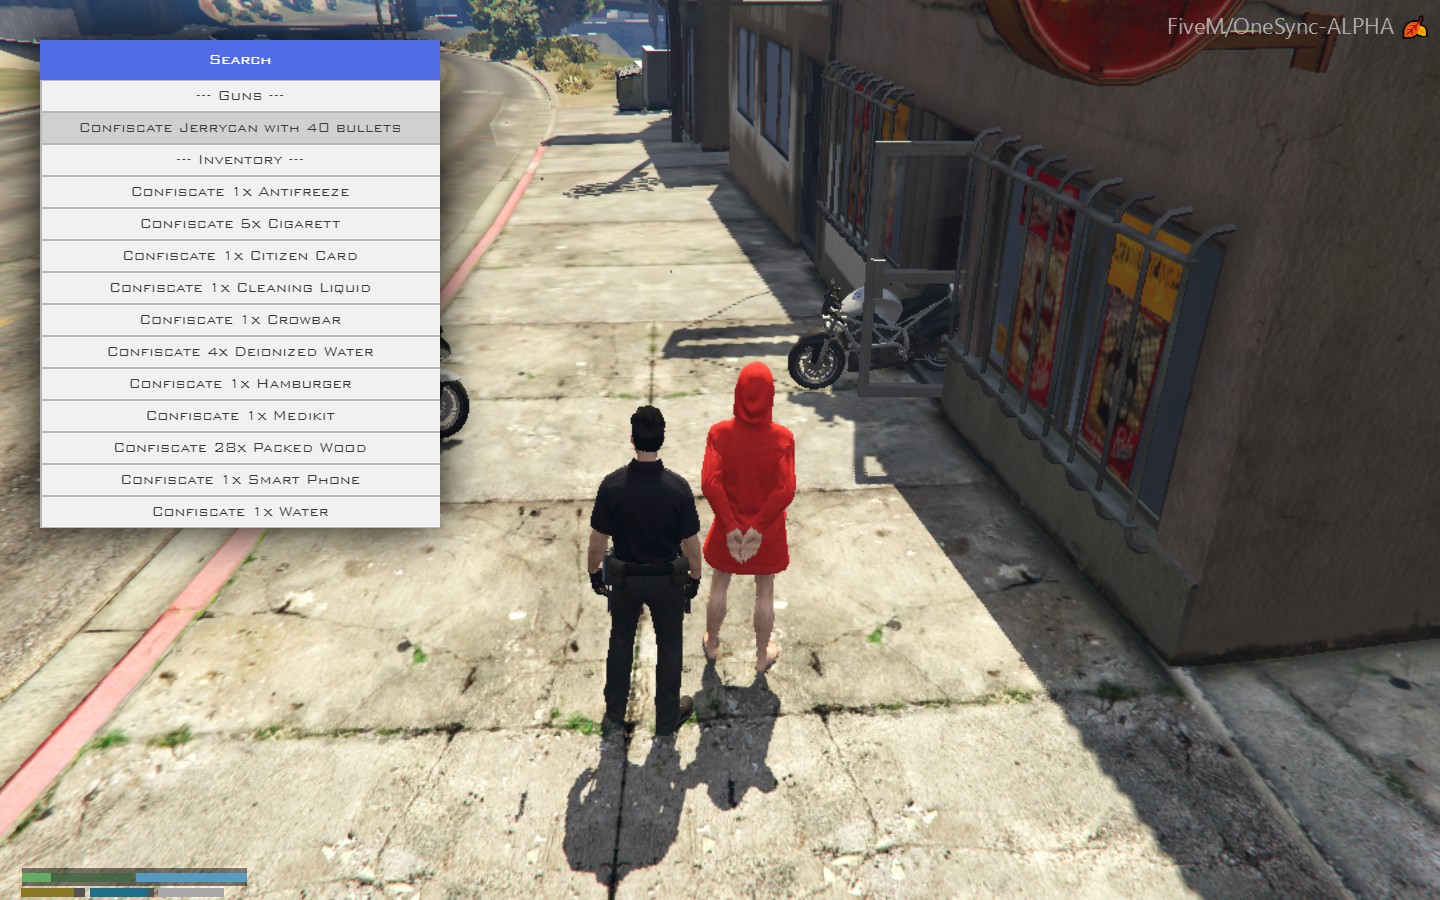 FiveM/OneSync-ALPHA
Search
--- Guns ---
Confiscate Jerrycan with 40 bullets
--- Inventory ---
Confiscate 1x Antifreeze
Confiscate 5x Cigarett
Confiscate 1x Citizen Card
Confiscate 1x Cleaning Liquid
Confiscate 1x Crowbar
Confiscate 4x Deionized Water
Confiscate 1x Hamburger
Confiscate 1x Medikit
Confiscate 28x Packed Wood
Confiscate 1x Smart Phone
Confiscate 1x Water